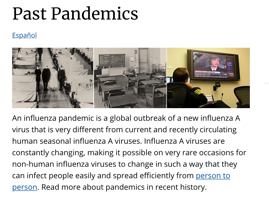 Past Pandemics
Español
An influenza pandemic is a global outbreak of a new influenza A
virus that is very different from current and recently circulating
human seasonal influenza A viruses. Influenza A viruses are
constantly changing, making it possible on very rare occasions for
non-human influenza viruses to change in such a way that they
can infect people easily and spread efficiently from person to
person. Read more about pandemics in recent history.